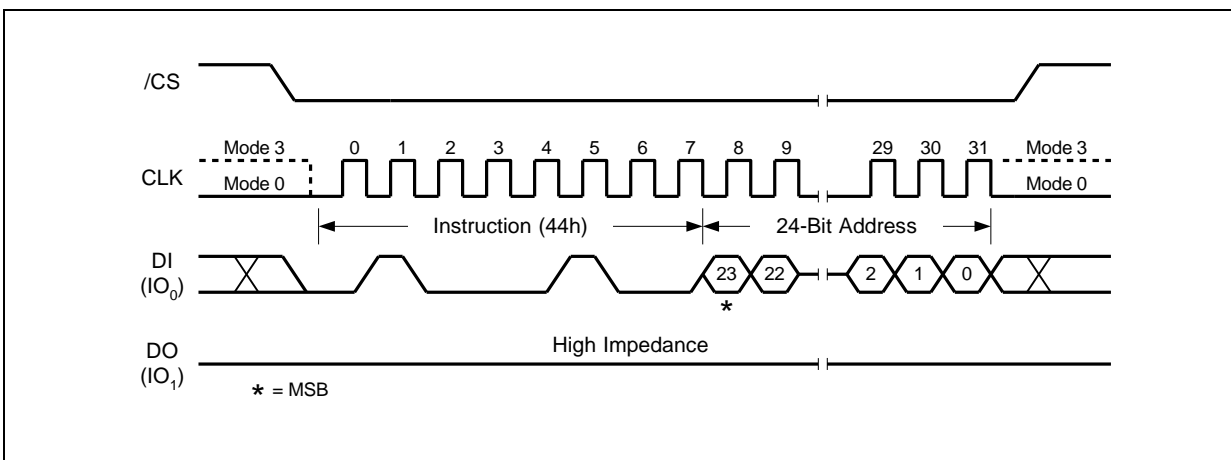 /CS
Mode 3 0 1 2 3 4 5 6 7 8 9 29 30 31 Mode 3
CLK
Mode 0 Mode 0
Instruction (44h) 24-Bit Address
DI
(IO₀)
23 22 2 1 0
*
High Impedance
DO
(IO₁)
* = MSB